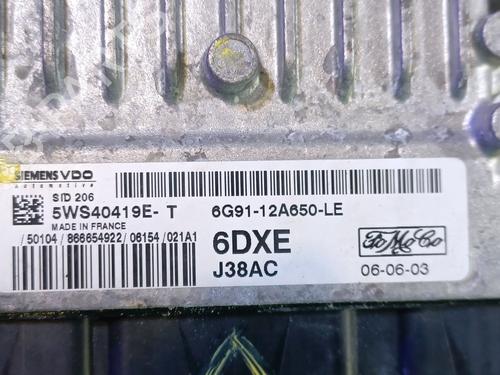 SIEMENS VDO
automotive
SID 206
5WS40419E- T
MADE IN FRANCE
6G91-12A650-LE
/50104 /866654922 /06154 /021A1
6DXE
J38AC
FoMoCo
06-06-03